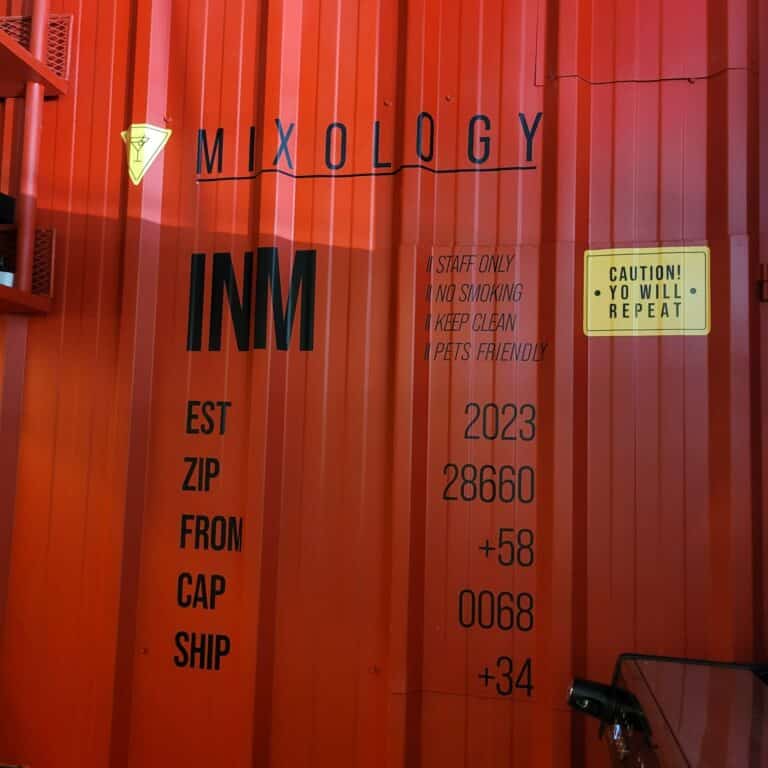 MIXOLOGY
INM
// STAFF ONLY
// NO SMOKING
// KEEP CLEAN
// PETS FRIENDLY
CAUTION!
• YO WILL •
REPEAT
EST 2023
ZIP 28660
FROM +58
CAP 0068
SHIP +34